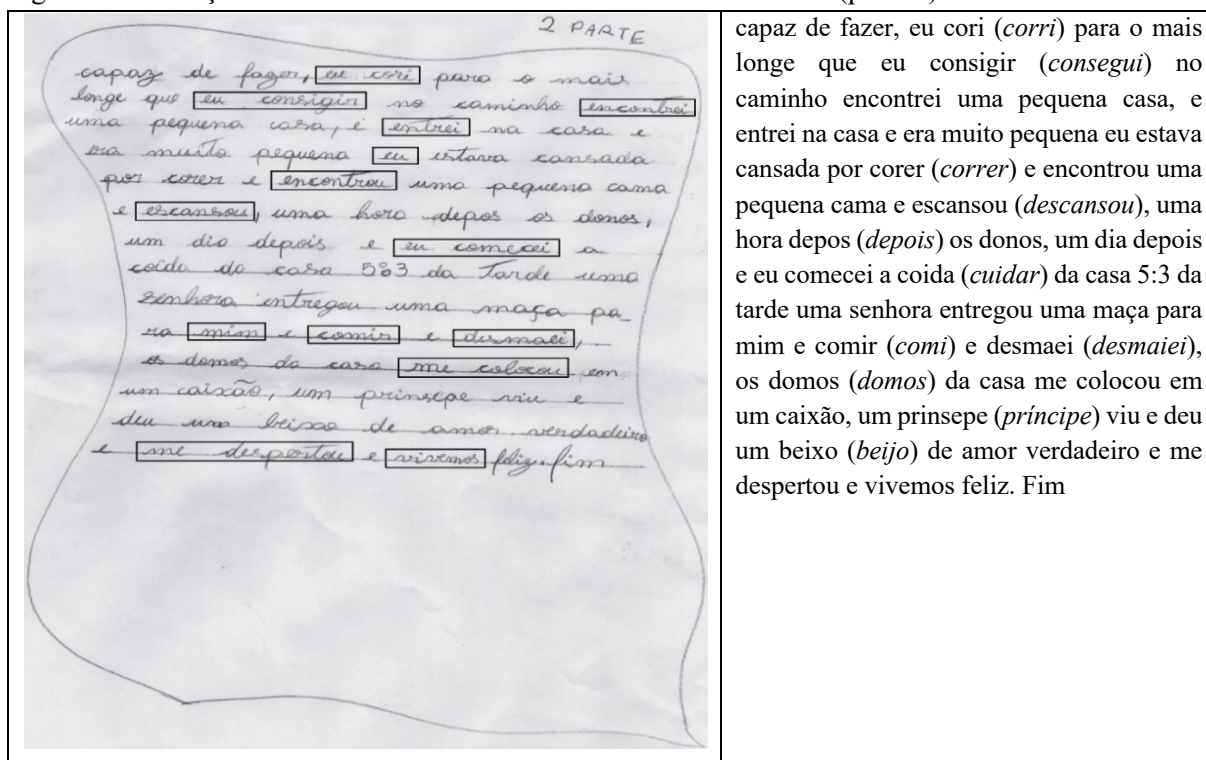 2 PARTE
capaz de fazer, eu cori para o mais
longe que eu consigir no caminho encontrei
uma pequena casa, e entrei na casa e
era muito pequena eu estava cansada
por corer e encontrou uma pequena cama
e escansou, uma hora depos os donos,
um dia depois e eu comecei a
coida da casa 5:3 da Tarde uma
senhora entregou uma maça pa_
ra mim e comir e desmaei,
os domos da casa me colocou em
um caixão, um prinsepe viu e
deu um beixo de amor verdadeiro
e me despertou e vivemos feliz. fim
capaz de fazer, eu cori (corri) para o mais
longe que eu consigir (consegui) no
caminho encontrei uma pequena casa, e
entrei na casa e era muito pequena eu estava
cansada por corer (correr) e encontrou uma
pequena cama e escansou (descansou), uma
hora depos (depois) os donos, um dia depois
e eu comecei a coida (cuidar) da casa 5:3 da
tarde uma senhora entregou uma maça para
mim e comir (comi) e desmaei (desmaiei),
os domos (domos) da casa me colocou em
um caixão, um prinsepe (príncipe) viu e deu
um beixo (beijo) de amor verdadeiro e me
despertou e vivemos feliz. Fim